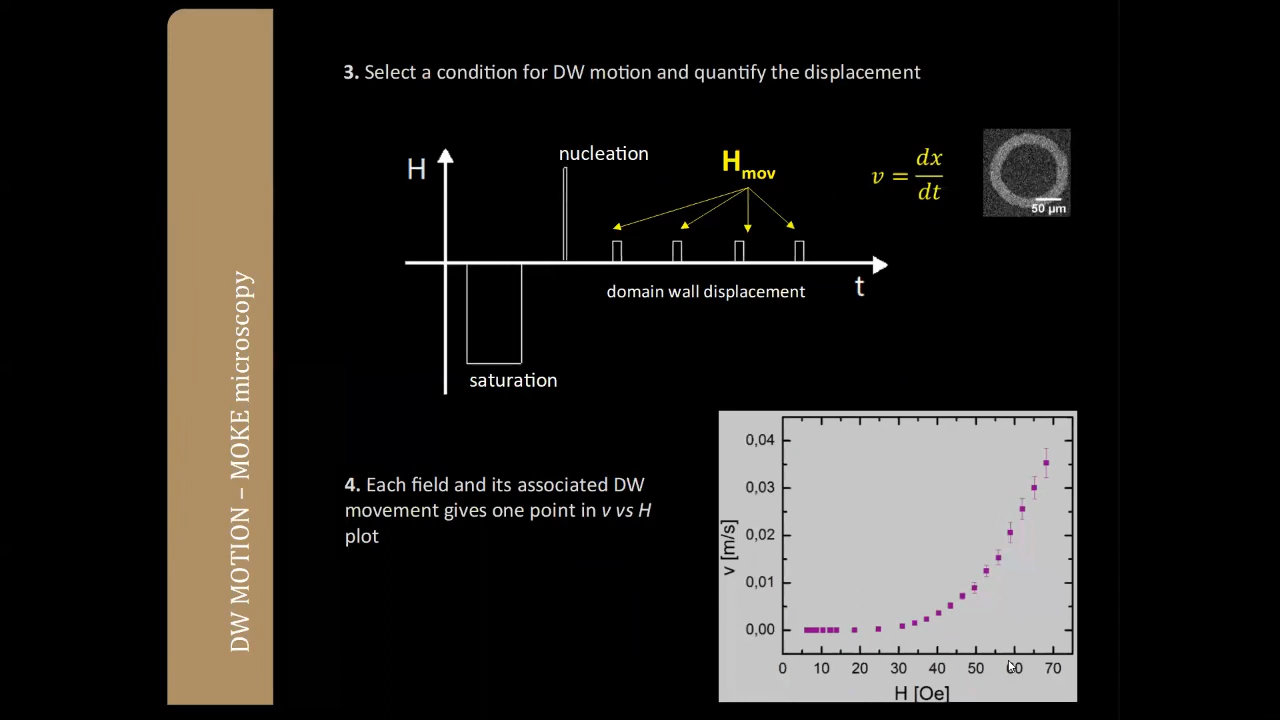 DW MOTION – MOKE microscopy
3. Select a condition for DW motion and quantify the displacement
H
nucleation
H_mov
v = dx/dt
50 µm
domain wall displacement
t
saturation
4. Each field and its associated DW
movement gives one point in v vs H
plot
0,04
0,03
0,02
0,01
0,00
v [m/s]
0 10 20 30 40 50 60 70
H [Oe]